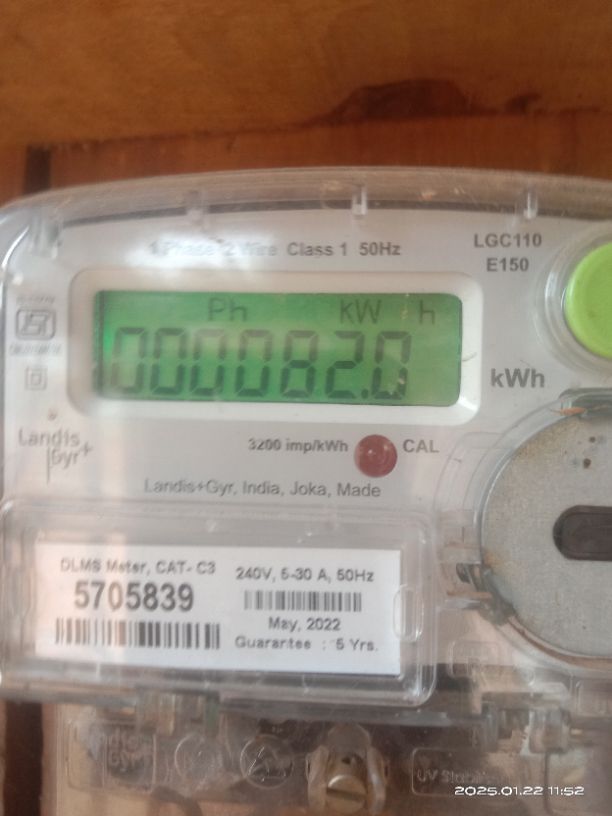 1 Phase 2 Wire Class 1 50Hz
LGC110
E150
Ph kW h
000082.0
kWh
3200 imp/kWh CAL
Landis
Gyr+
Landis+Gyr, India, Joka, Made
DLMS Meter, CAT- C3
5705839
240V, 5-30 A, 50Hz
May, 2022
Guarantee : 5 Yrs.
2025.01.22 11:52